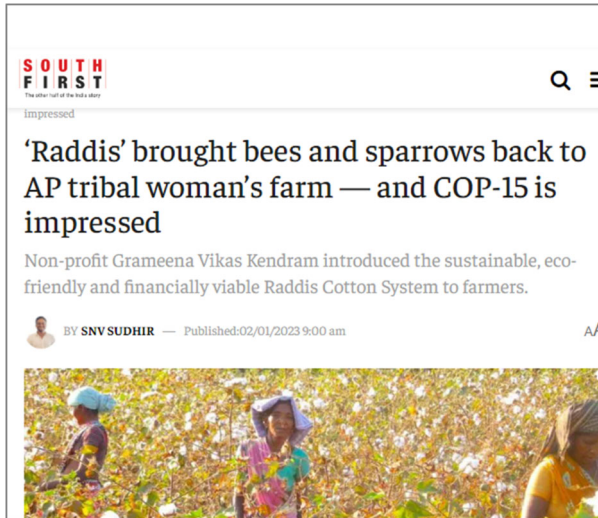 SOUTH
FIRST
The other half of the India story
impressed
‘Raddis’ brought bees and sparrows back to
AP tribal woman’s farm — and COP-15 is
impressed
Non-profit Grameena Vikas Kendram introduced the sustainable, eco-
friendly and financially viable Raddis Cotton System to farmers.
BY SNV SUDHIR — Published:02/01/2023 9:00 am
AA